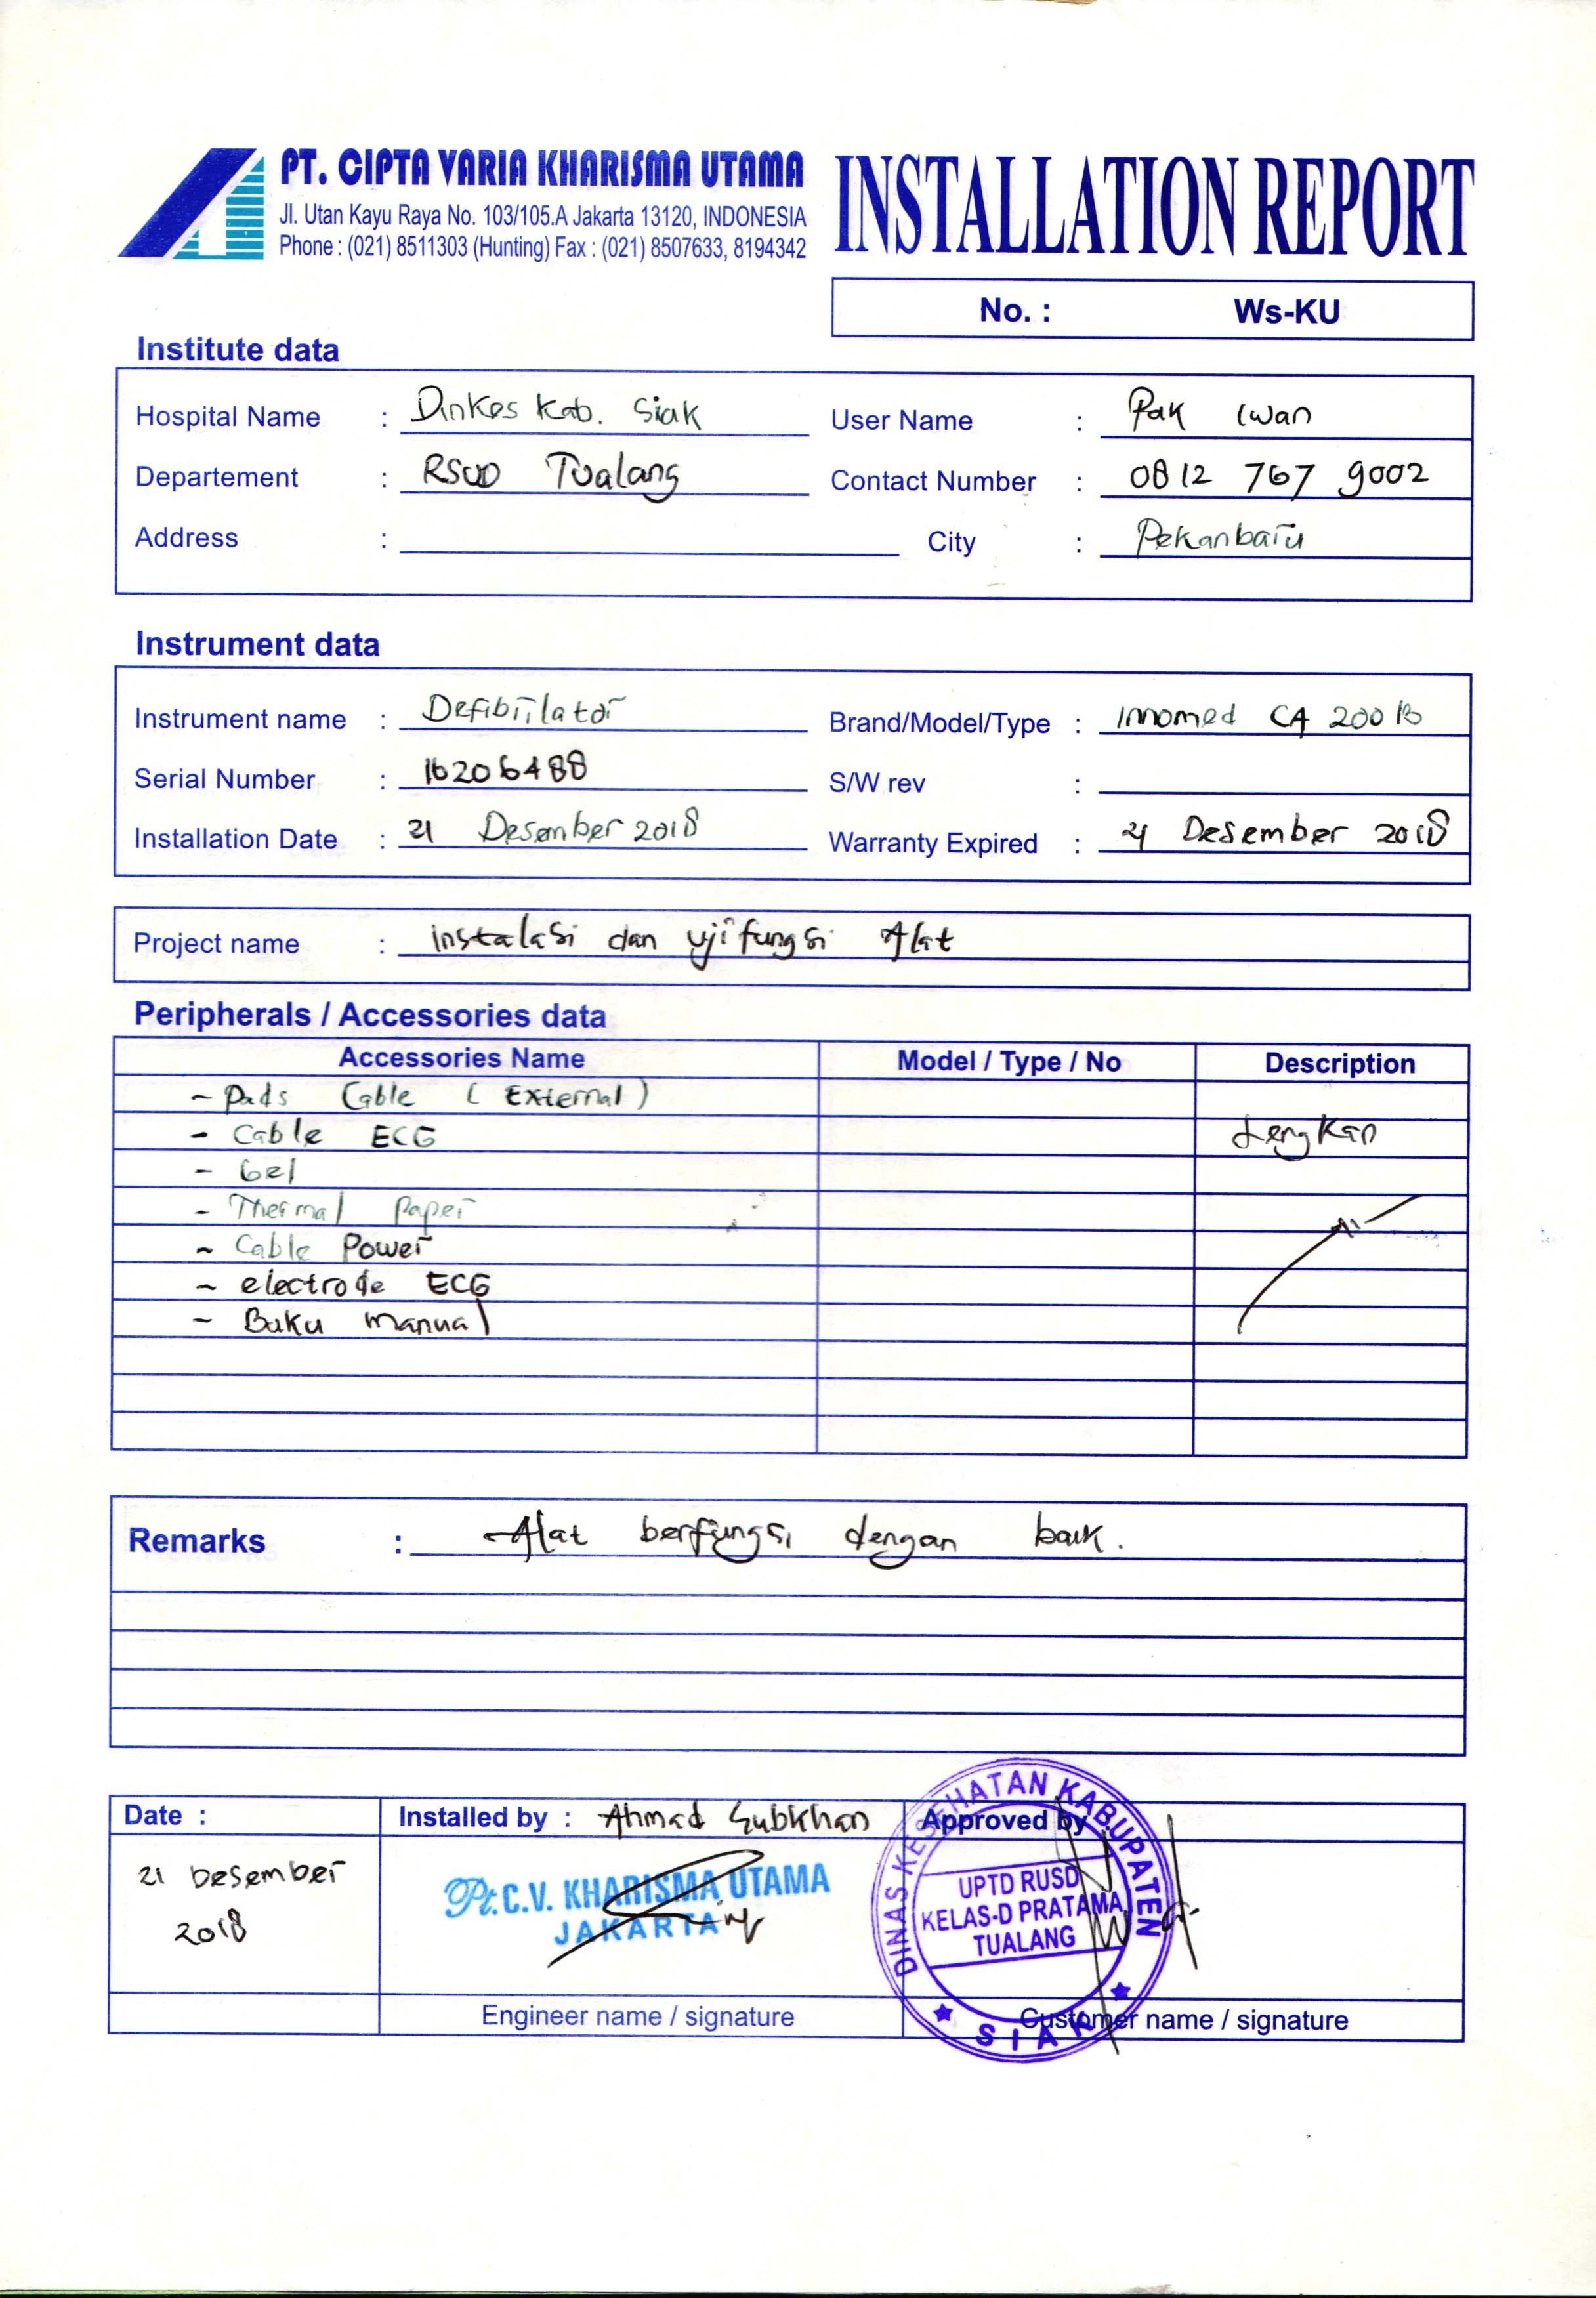 PT. CIPTA VARIA KHARISMA UTAMA
Jl. Utan Kayu Raya No. 103/105.A Jakarta 13120, INDONESIA
Phone : (021) 8511303 (Hunting) Fax : (021) 8507633, 8194342
INSTALLATION REPORT
No. : Ws-KU
Institute data
Hospital Name : Dinkes Kab. Siak User Name : Pak Iwan
Departement : RSUD Tualang Contact Number : 0812 767 9002
Address : City : Pekanbaru
Instrument data
Instrument name : Defibrilator Brand/Model/Type : Innomed CA 200 B
Serial Number : 16206488 S/W rev :
Installation Date : 21 Desember 2018 Warranty Expired : 21 Desember 2018
Project name : instalasi dan uji fungsi Alat
Peripherals / Accessories data
Accessories Name Model / Type / No Description
- Pads Cable ( External )
- Cable ECG Lengkap
- Gel
- Thermal Paper
- Cable Power
- electrode ECG
- Buku manual
Remarks : Alat berfungsi dengan baik.
Date : Installed by : Ahmad Subkhan Approved by :
21 Desember
2018
Pt. C.V. KHARISMA UTAMA
JAKARTA
DINAS KESEHATAN KABUPATEN
UPTD RUSD
KELAS-D PRATAMA
TUALANG
SIAK
Engineer name / signature Customer name / signature